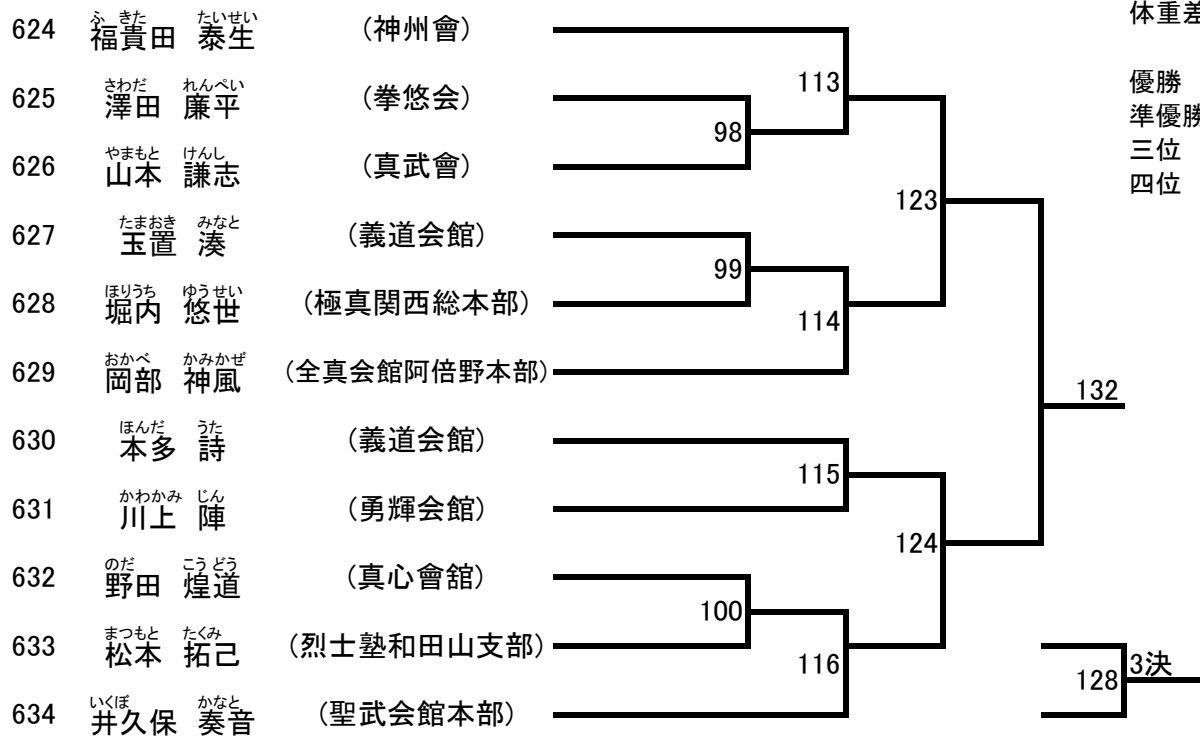 体重差
624 福貴田 泰生 (神州會)
ふ きた たいせい
113
優勝
625 澤田 廉平 (拳悠会)
さわだ れんぺい
準優勝
98
三位
626 山本 謙志 (真武會)
やまもと けんし
四位
123
627 玉置 湊 (義道会館)
たまおき みなと
99
628 堀内 悠世 (極真関西総本部)
ほりうち ゆうせい
114
629 岡部 神風 (全真会館阿倍野本部)
おかべ かみかぜ
132
630 本多 詩 (義道会館)
ほんだ うた
115
631 川上 陣 (勇輝会館)
かわかみ じん
124
632 野田 煌道 (真心會舘)
のだ こうどう
100
633 松本 拓己 (烈士塾和田山支部)
まつもと たくみ
116
128 3決
634 井久保 奏音 (聖武会館本部)
いくぼ かなと